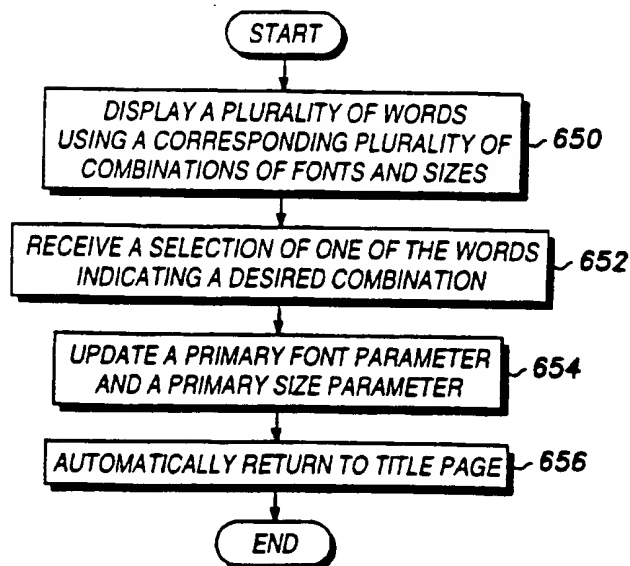 START
DISPLAY A PLURALITY OF WORDS
USING A CORRESPONDING PLURALITY OF
COMBINATIONS OF FONTS AND SIZES
650
RECEIVE A SELECTION OF ONE OF THE WORDS
INDICATING A DESIRED COMBINATION
652
UPDATE A PRIMARY FONT PARAMETER
AND A PRIMARY SIZE PARAMETER
654
AUTOMATICALLY RETURN TO TITLE PAGE
656
END